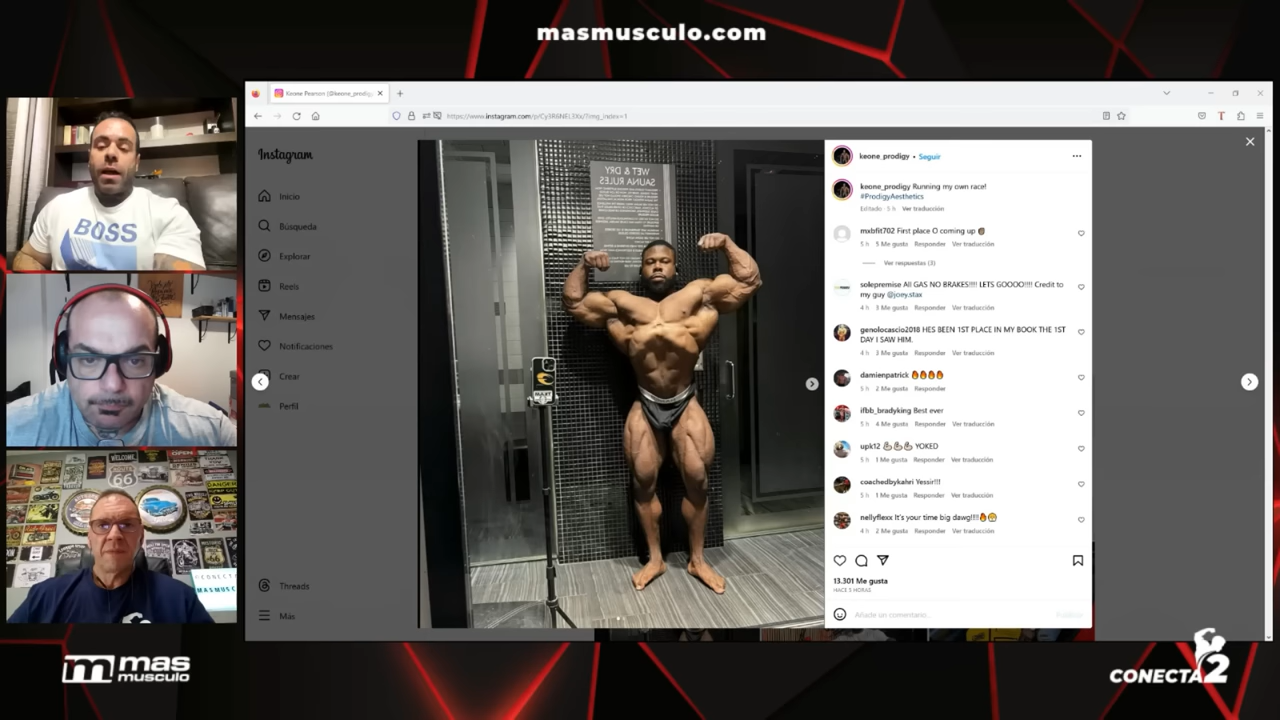 masmusculo.com
Keone Pearson (@keone_prodig
https://www.instagram.com/p/
Instagram
Inicio
Búsqueda
Explorar
Reels
Mensajes
Notificaciones
Crear
Perfil
Threads
Más
BOSS
WELCOME
66
WET & DRY
SAUNA RULES
keone_prodigy • Seguir
keone_prodigy Running my own race!
#ProdigyAesthetics
Editado · 5 h Ver traducción
mxbfit702 First place O coming up ✊🏾
5 h 5 Me gusta Responder Ver traducción
Ver respuestas (3)
solepremise All GAS NO BRAKES!!!! LETS GOOOO!!!! Credit to
my guy @joey.stax
4 h 3 Me gusta Responder Ver traducción
genolocascio2018 HES BEEN 1ST PLACE IN MY BOOK THE 1ST
DAY I SAW HIM.
4 h 3 Me gusta Responder Ver traducción
damienpatrick 🔥🔥🔥🔥
5 h 2 Me gusta Responder
ifbb_bradyking Best ever
5 h 4 Me gusta Responder Ver traducción
upk12 💪🏼💪🏼💪🏼 YOKED
5 h 1 Me gusta Responder Ver traducción
coachedbykahri Yessir!!!
5 h 1 Me gusta Responder Ver traducción
nellyflexx It's your time big dawg!!!!🔥😤
4 h 2 Me gusta Responder Ver traducción
13.301 Me gusta
HACE 5 HORAS
Añade un comentario...
Publicar
mas
musculo
CONECTA2